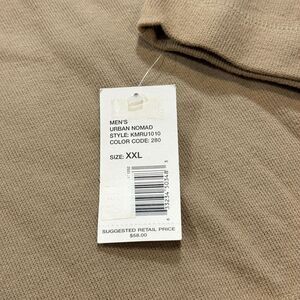 MEN'S
URBAN NOMAD
STYLE: KMRU1010
COLOR CODE: 280
SIZE: XXL
SUGGESTED RETAIL PRICE
$58.00